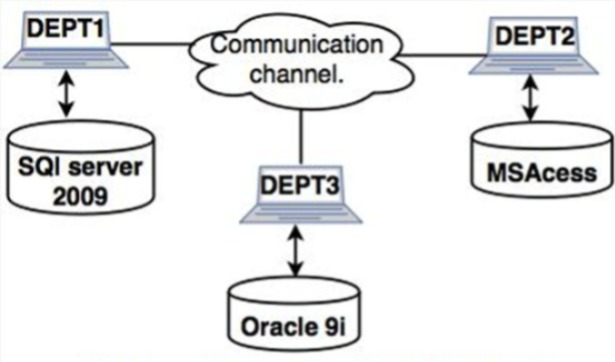 DEPT1
Communication
channel.
DEPT2
SQl server
2009
DEPT3
MSAcess
Oracle 9i